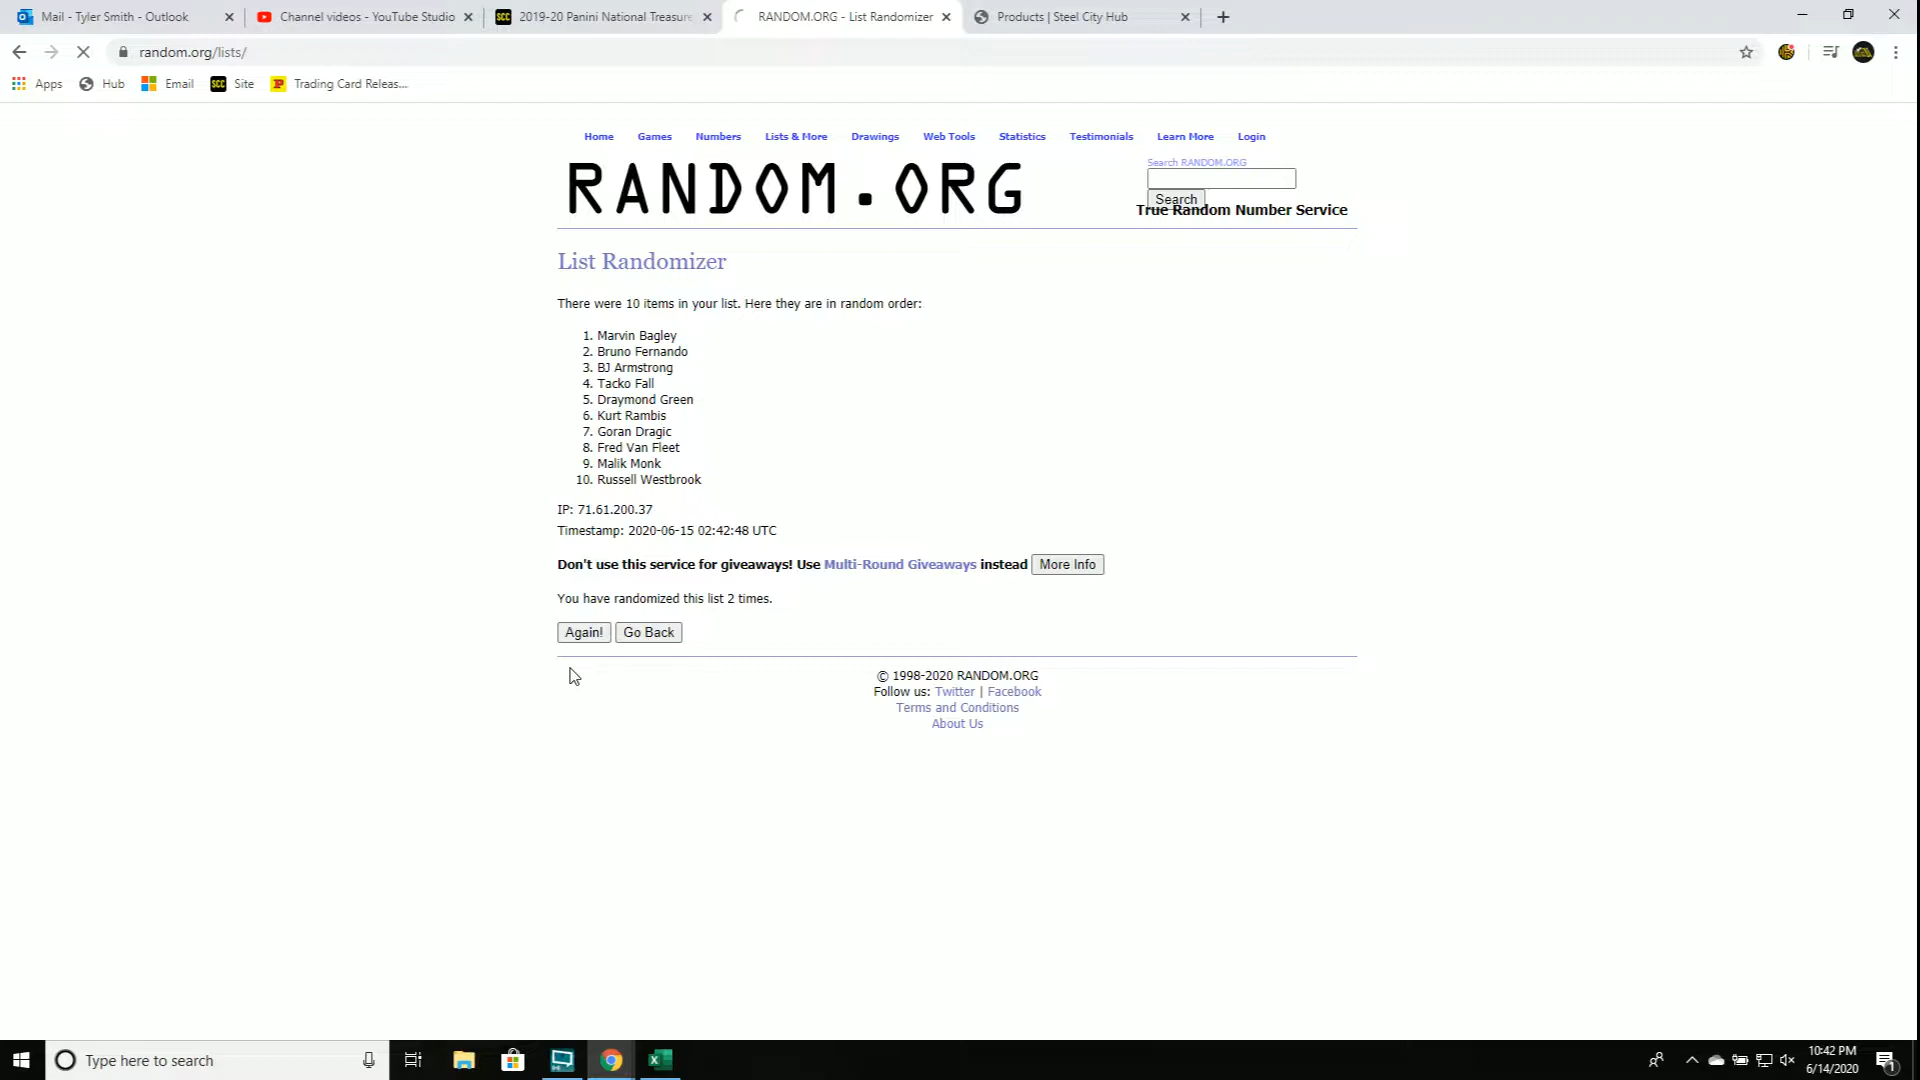 Mail - Tyler Smith - Outlook
Channel videos - YouTube Studio
SCC 2019-20 Panini National Treasure
RANDOM.ORG - List Randomizer
Products | Steel City Hub
random.org/lists/
Apps Hub Email SCC Site Trading Card Releas...
Home Games Numbers Lists & More Drawings Web Tools Statistics Testimonials Learn More Login
RANDOM.ORG
Search RANDOM.ORG
Search
True Random Number Service
List Randomizer
There were 10 items in your list. Here they are in random order:
1. Marvin Bagley
2. Bruno Fernando
3. BJ Armstrong
4. Tacko Fall
5. Draymond Green
6. Kurt Rambis
7. Goran Dragic
8. Fred Van Fleet
9. Malik Monk
10. Russell Westbrook
IP: 71.61.200.37
Timestamp: 2020-06-15 02:42:48 UTC
Don't use this service for giveaways! Use Multi-Round Giveaways instead More Info
You have randomized this list 2 times.
Again! Go Back
© 1998-2020 RANDOM.ORG
Follow us: Twitter | Facebook
Terms and Conditions
About Us
Type here to search
10:42 PM
6/14/2020
1